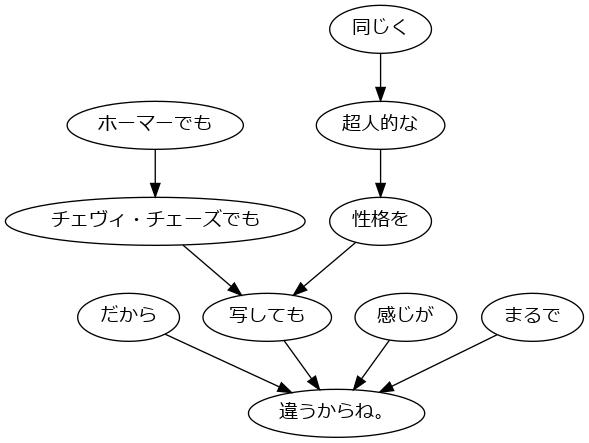 同じく
ホーマーでも
超人的な
チェヴィ・チェーズでも
性格を
だから
写しても
感じが
まるで
違うからね。